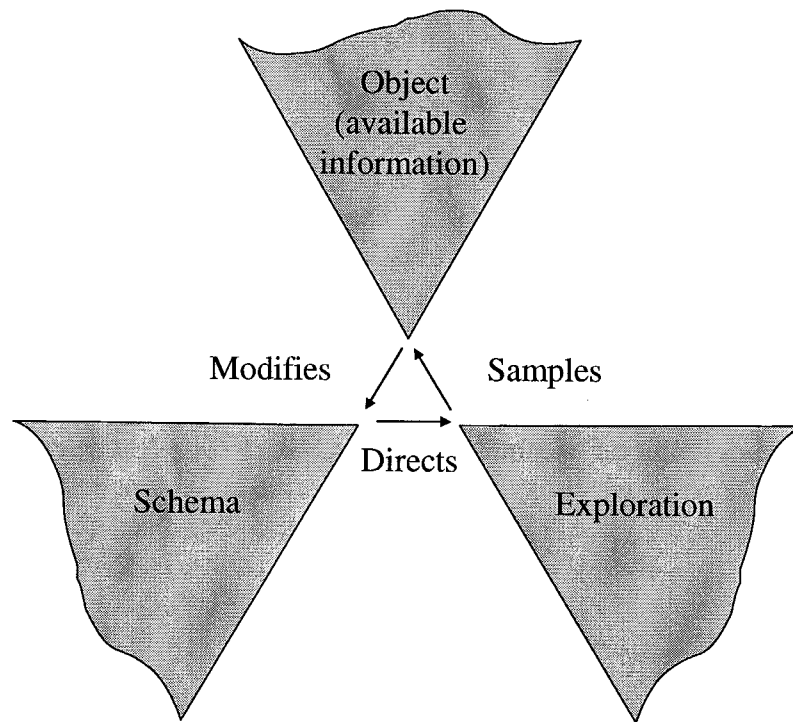 Object
(available
information)
Modifies
Samples
Directs
Schema
Exploration